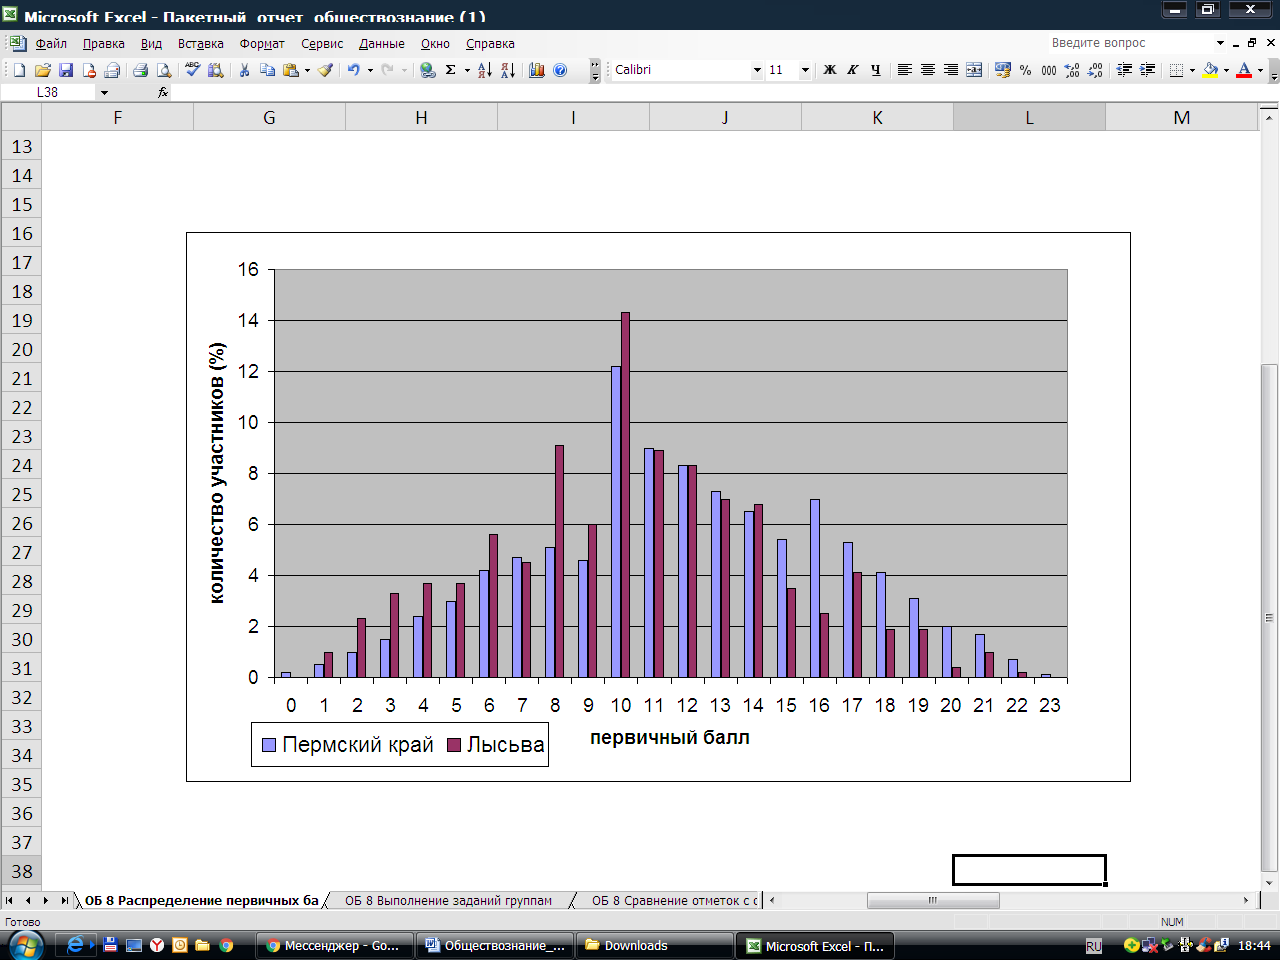 Microsoft Excel - Пакетный_отчет_обществознание (1)
Файл Правка Вид Вставка Формат Сервис Данные Окно Справка Введите вопрос
Calibri 11 Ж К Ч % 000
L38 fx
F G H I J K L M
13
14
15
16
17
18
19
20
21
22
23
24
25
26
27
28
29
30
31
32
33
34
35
36
37
38
16
14
12
10
8
6
4
2
0
количество участников (%)
0 1 2 3 4 5 6 7 8 9 10 11 12 13 14 15 16 17 18 19 20 21 22 23
первичный балл
Пермский край Лысьва
ОБ 8 Распределение первичных ба ОБ 8 Выполнение заданий группам ОБ 8 Сравнение отметок с о
Готово NUM
Мессенджер - Go... Обществознание_... Downloads Microsoft Excel - П... RU 18:44